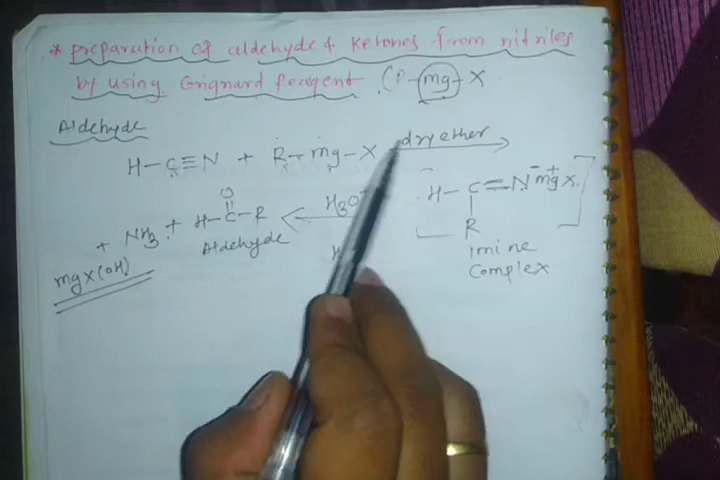 * preparation of aldehyde & ketones from nitriles
by using Grignard reagent (R-mg-X
Aldehyde
H-C≡N + R-mg-X dry ether
H-C=N⁻mg⁺x
R
imine
complex
H3O
O
H-C-R
Aldehyde
+ NH3 +
mgx(OH)